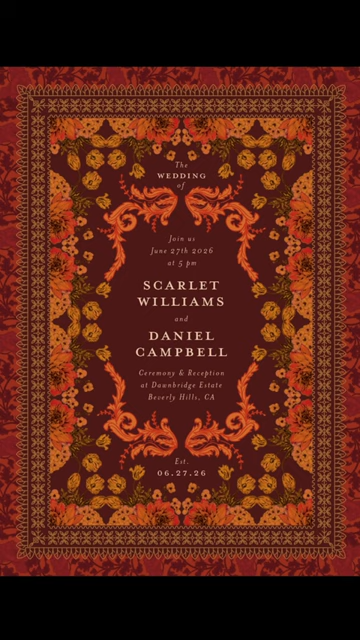 The
WEDDING
of
Join us
June 27th 2026
at 5 pm
SCARLET
WILLIAMS
and
DANIEL
CAMPBELL
Ceremony & Reception
at Dawnbridge Estate
Beverly Hills, CA
Est.
06.27.26